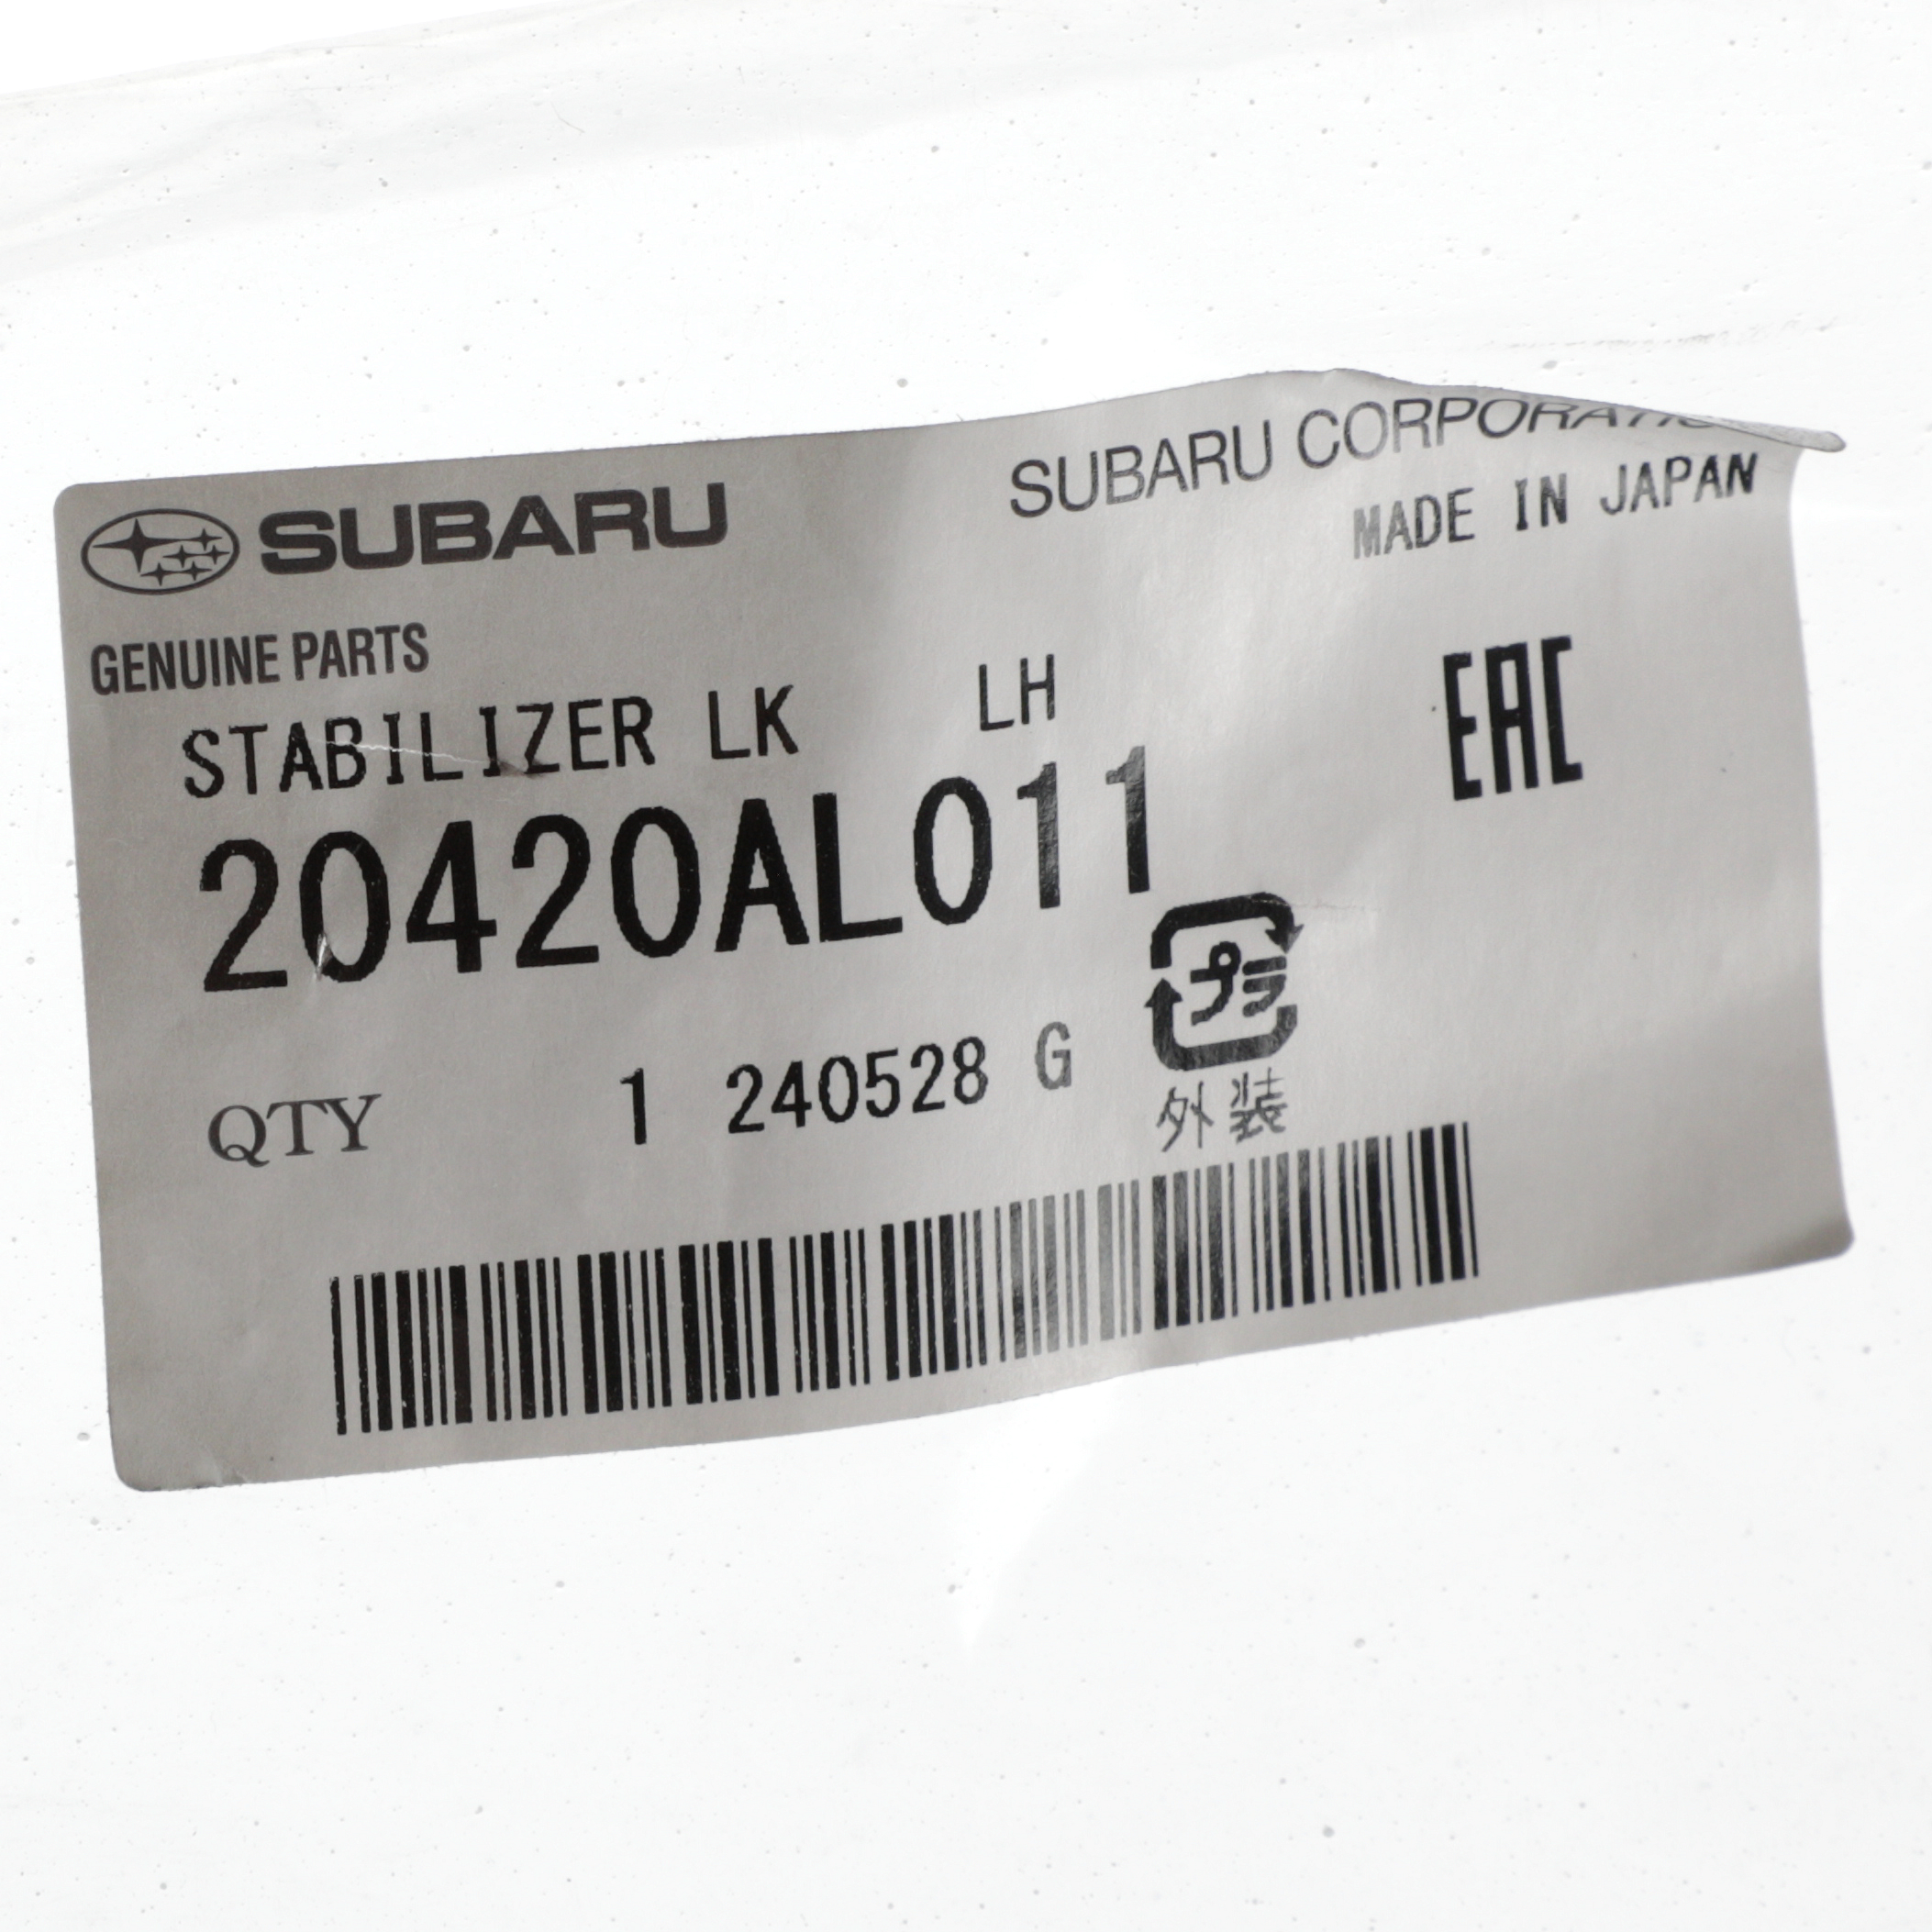 SUBARU
SUBARU CORPORATIO
MADE IN JAPAN
GENUINE PARTS
STABILIZER LK LH
EAC
20420AL011
プラ
外装
QTY 1 240528 G